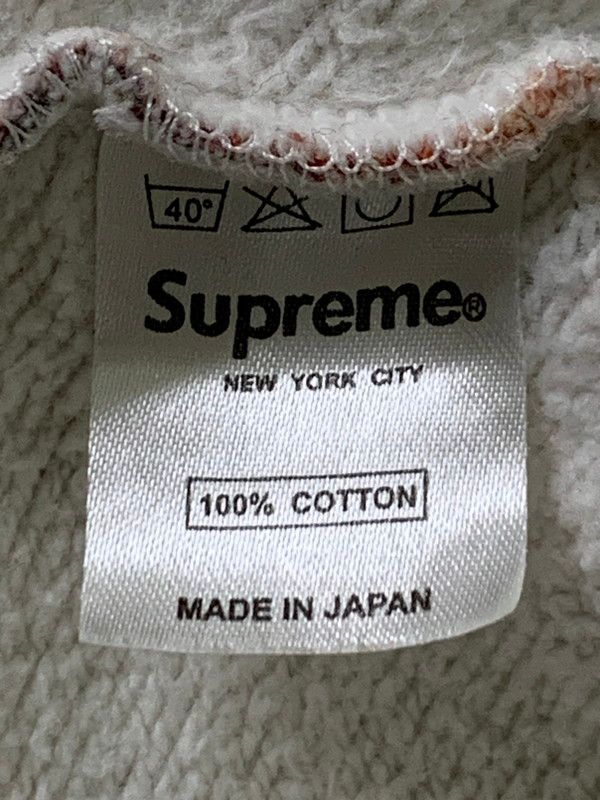 40°
Supreme®
NEW YORK CITY
100% COTTON
MADE IN JAPAN